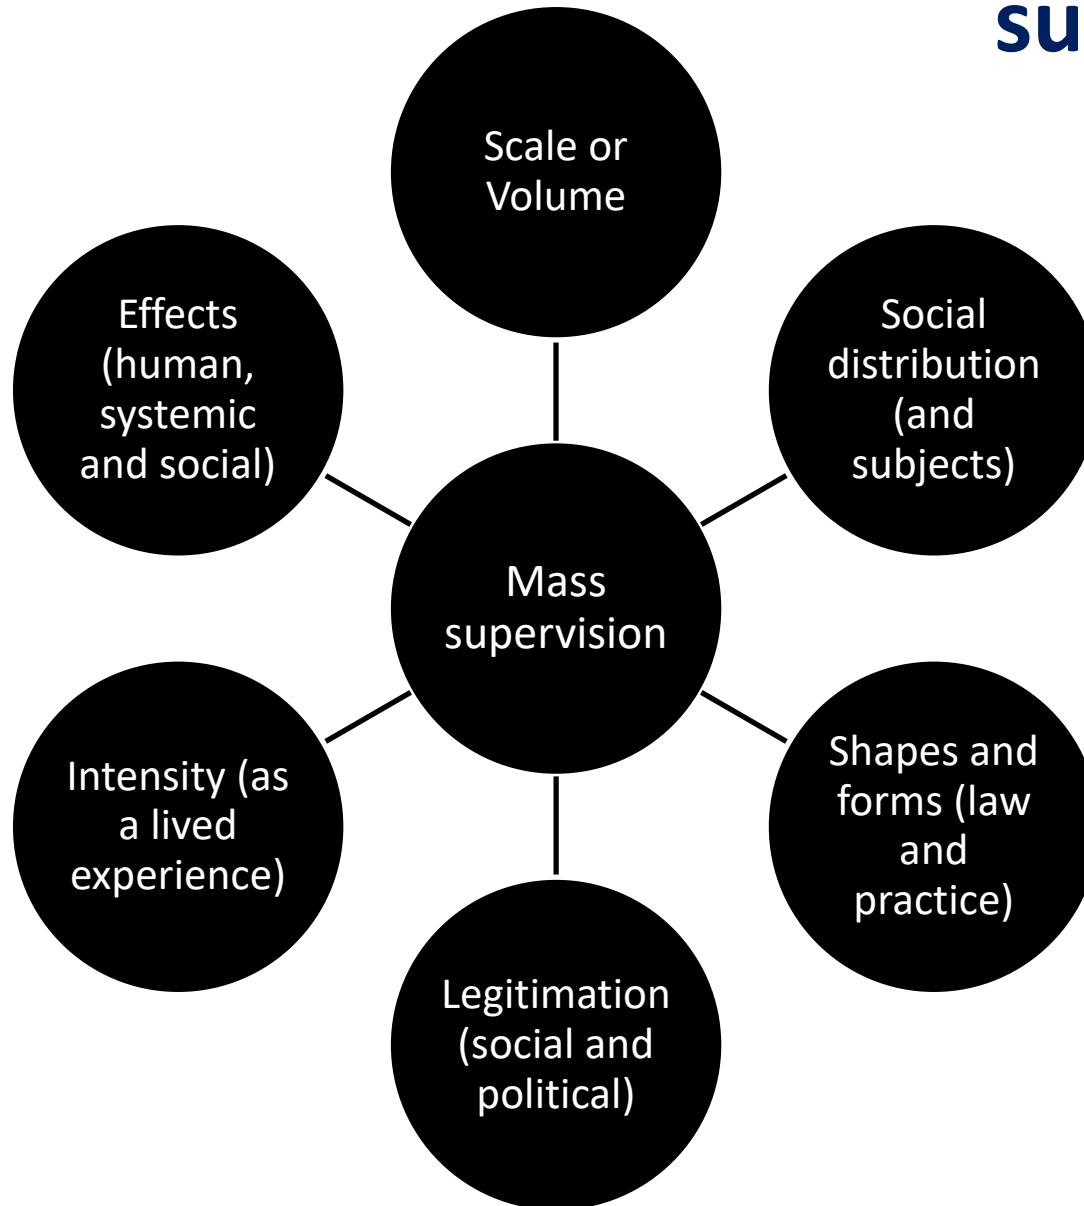 su
Scale or
Volume
Social
distribution
(and
subjects)
Shapes and
forms (law
and
practice)
Legitimation
(social and
political)
Intensity (as
a lived
experience)
Effects
(human,
systemic
and social)
Mass
supervision